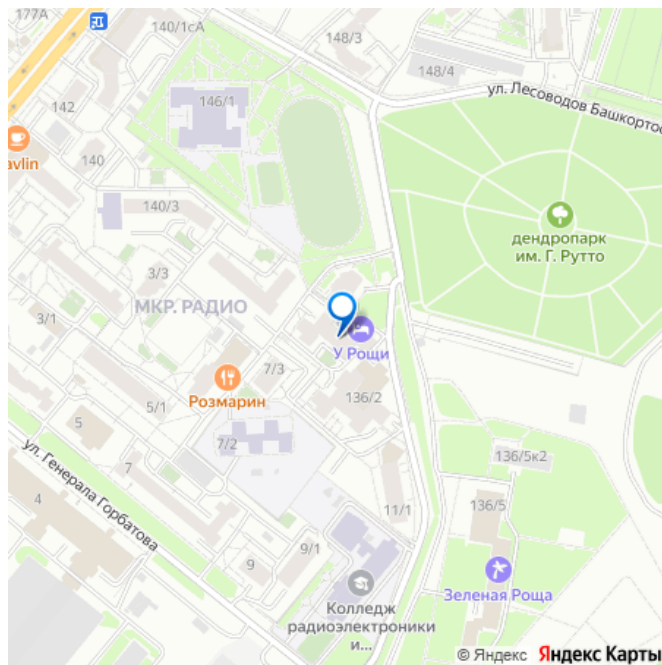 177А
140/1сА
148/3
148/4
ул. Лесоводов Башкортос
142
146/1
avlin
140
140/3
дендропарк
им. Г. Рутто
3/3
МКР. РАДИО
3/1
У Рощи
7/3
Розмарин
136/2
5/1
5
7/2
ул. Генерала Горбатова
7
136/5к2
4
11/1
136/5
9/1
9
Зеленая Роща
Колледж
радиоэлектроники
и...
© Яндекс Яндекс Карты